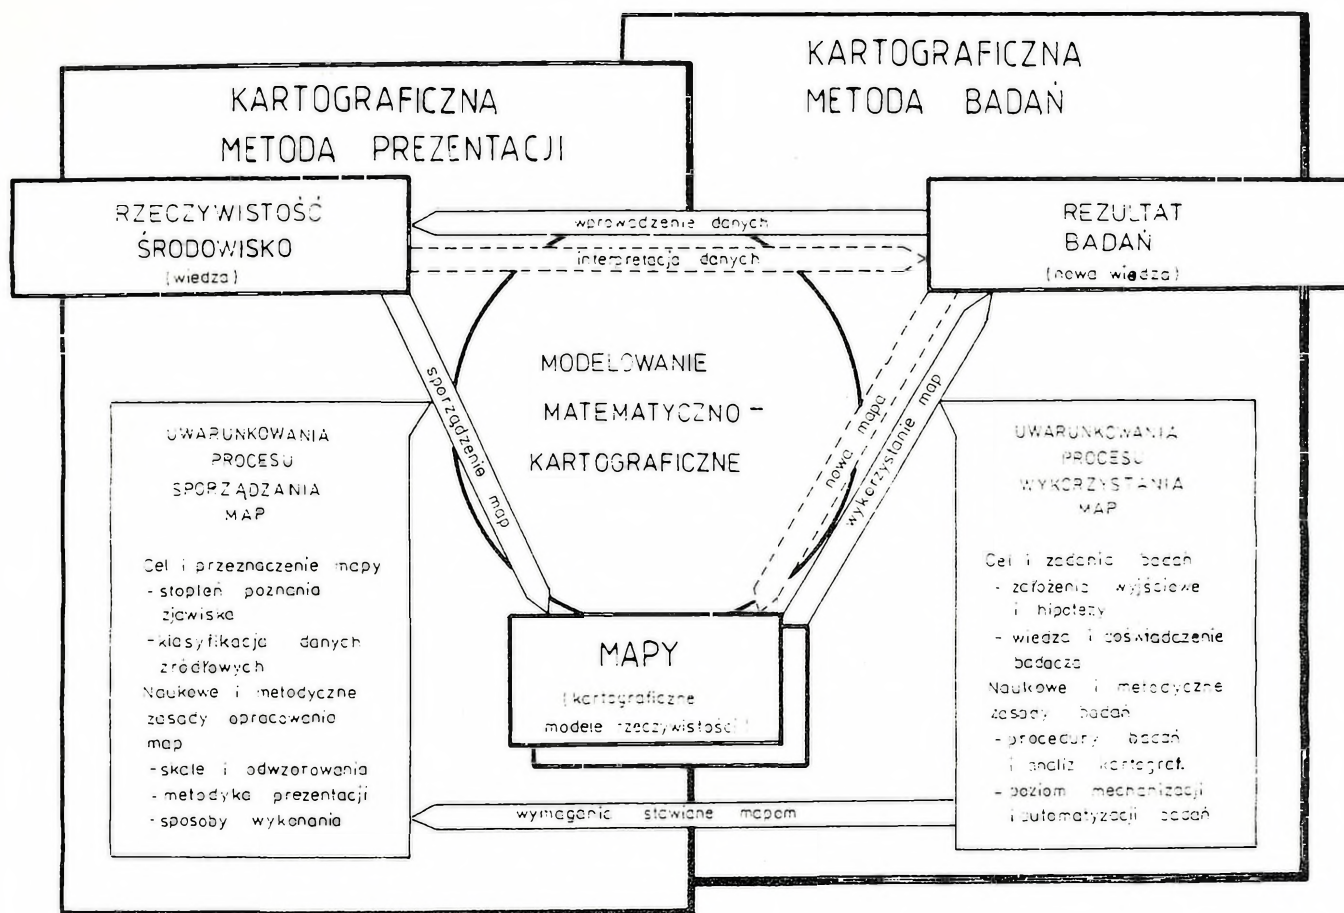 KARTOGRAFICZNA
METODA PREZENTACJI
KARTOGRAFICZNA
METODA BADAŃ
RZECZYWISTOŚĆ
ŚRODOWISKO
(wiedza)
wprowadzenie danych
interpretacja danych
REZULTAT
BADAŃ
(nowa wiedza)
MODELOWANIE
MATEMATYCZNO-
KARTOGRAFICZNE
sporządzenie map
nowa mapa
wykorzystanie map
UWARUNKOWANIA
PROCESU
SPORZĄDZANIA
MAP
Cel i przeznaczenie mapy
- stopień poznania
zjawiska
- klasyfikacja danych
źródłowych
Naukowe i metodyczne
zasady opracowania
map
- skale i odwzorowania
- metodyka prezentacji
- sposoby wykonania
MAPY
(kartograficzne
modele rzeczywistości)
UWARUNKOWANIA
PROCESU
WYKORZYSTANIA
MAP
Cel i zadania badań
- założenia wyjściowe
i hipotezy
- wiedza i doświadczenie
badacza
Naukowe i metodyczne
zasady badań
- procedury badań
i analiz kartograf.
- poziom mechanizacji
i automatyzacji badań
wymagania stawiane mapom